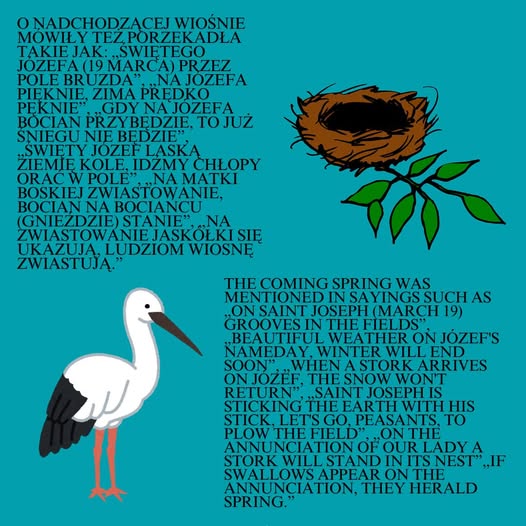 O NADCHODZĄCEJ WIOŚNIE
MÓWIŁY TEŻ PORZEKADŁA
TAKIE JAK: „ŚWIĘTEGO
JÓZEFA (19 MARCA) PRZEZ
POLE BRUZDA”, „NA JÓZEFA
PIĘKNIE, ZIMA PRĘDKO
PĘKNIE” „GDY NA JÓZEFA
BOCIAN PRZYBĘDZIE, TO JUŻ
ŚNIEGU NIE BĘDZIE”,
„ŚWIĘTY JÓZEF LASKĄ
ZIEMIĘ KOLE, IDŹMY CHŁOPY
ORAĆ W POLE”, „NA MATKI
BOSKIEJ ZWIASTOWANIE,
BOCIAN NA BOCIAŃCU
(GNIEŹDZIE) STANIE”, „NA
ZWIASTOWANIE JASKÓŁKI SIĘ
UKAZUJĄ, LUDZIOM WIOSNĘ
ZWIASTUJĄ.”
THE COMING SPRING WAS
MENTIONED IN SAYINGS SUCH AS
„ON SAINT JOSEPH (MARCH 19)
GROOVES IN THE FIELDS”,
„BEAUTIFUL WEATHER ON JÓZEF'S
NAMEDAY, WINTER WILL END
SOON”, „WHEN A STORK ARRIVES
ON JÓZEF, THE SNOW WON'T
RETURN”, „SAINT JOSEPH IS
STICKING THE EARTH WITH HIS
STICK, LET'S GO, PEASANTS, TO
PLOW THE FIELD”, „ON THE
ANNUNCIATION OF OUR LADY A
STORK WILL STAND IN ITS NEST”„IF
SWALLOWS APPEAR ON THE
ANNUNCIATION, THEY HERALD
SPRING.”